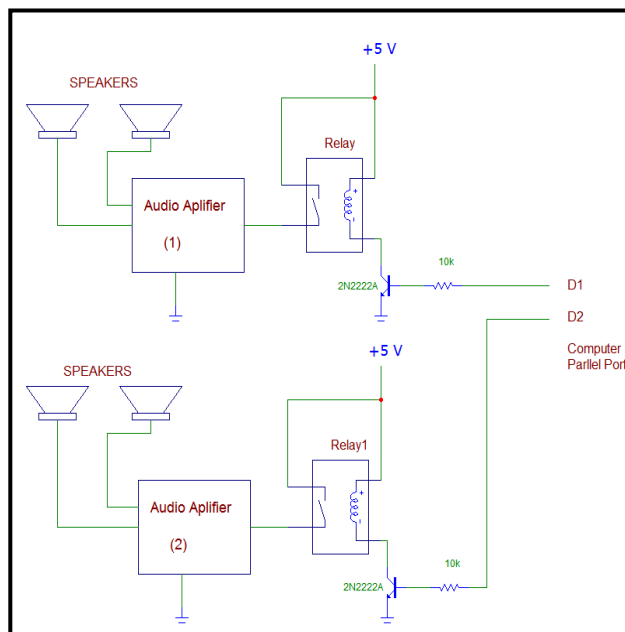 +5 V
SPEAKERS
Relay
Audio Aplifier
(1)
+
-
10k
2N2222A
D1
D2
Computer
Parllel Port
+5 V
SPEAKERS
Relay1
Audio Aplifier
(2)
+
-
10k
2N2222A